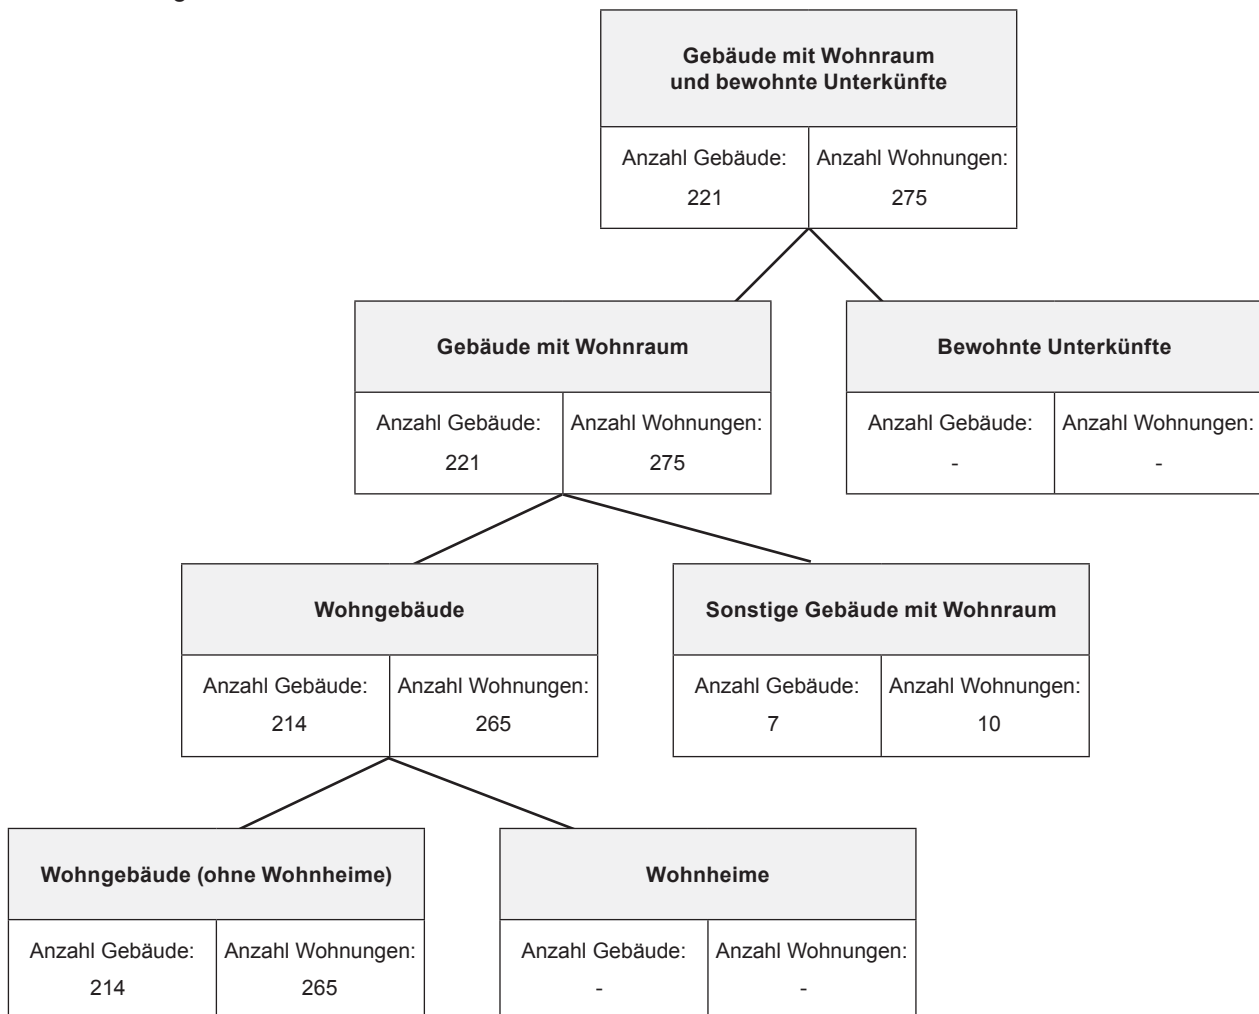 Gebäude mit Wohnraum
und bewohnte Unterkünfte
Anzahl Gebäude: Anzahl Wohnungen:
221 275
Gebäude mit Wohnraum
Anzahl Gebäude: Anzahl Wohnungen:
221 275
Bewohnte Unterkünfte
Anzahl Gebäude: Anzahl Wohnungen:
- -
Wohngebäude
Anzahl Gebäude: Anzahl Wohnungen:
214 265
Sonstige Gebäude mit Wohnraum
Anzahl Gebäude: Anzahl Wohnungen:
7 10
Wohngebäude (ohne Wohnheime)
Anzahl Gebäude: Anzahl Wohnungen:
214 265
Wohnheime
Anzahl Gebäude: Anzahl Wohnungen:
- -